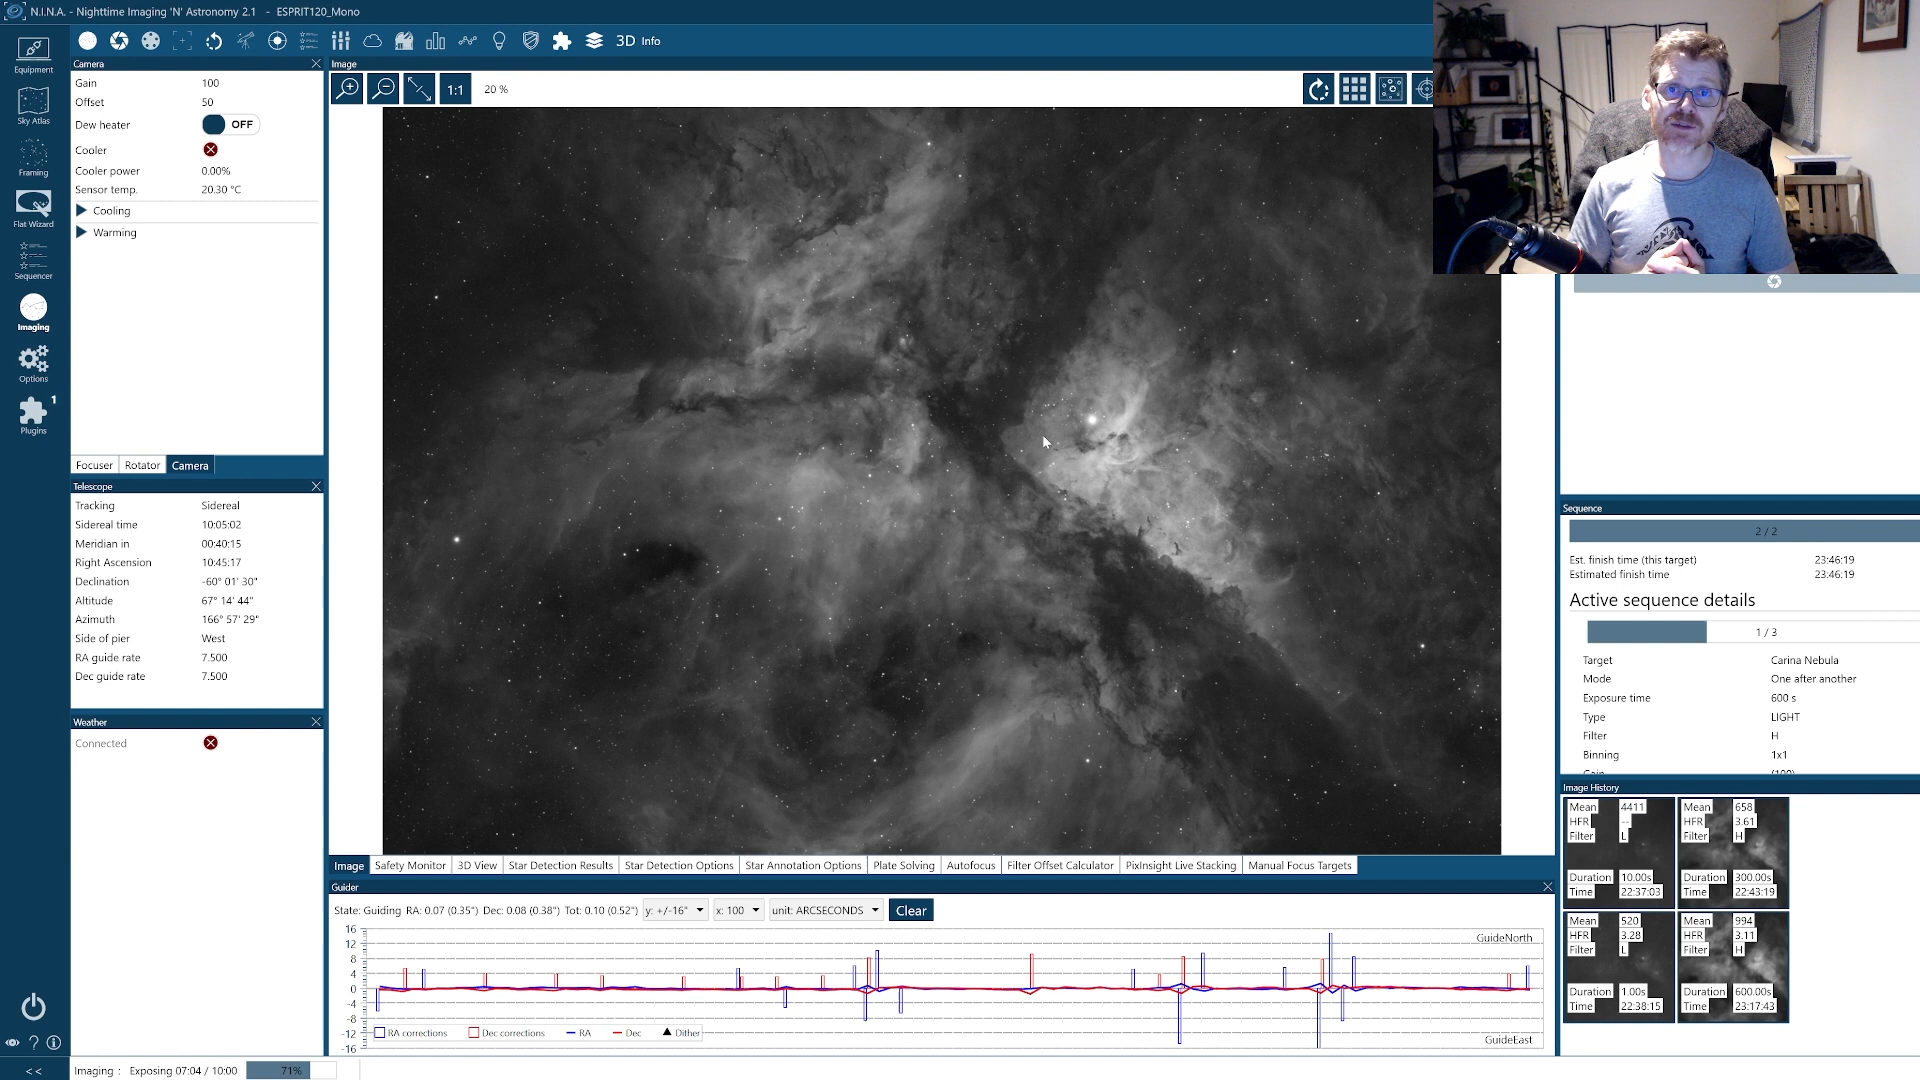 N.I.N.A. - Nighttime Imaging 'N' Astronomy 2.1 - ESPRIT120_Mono
3D Info
Equipment
Sky Atlas
Framing
Flat Wizard
Sequencer
Imaging
Options
1
Plugins
Camera
Gain 100
Offset 50
Dew heater OFF
Cooler
Cooler power 0.00%
Sensor temp. 20.30 °C
Cooling
Warming
Focuser Rotator Camera
Telescope
Tracking Sidereal
Sidereal time 10:05:02
Meridian in 00:40:15
Right Ascension 10:45:17
Declination -60° 01' 30"
Altitude 67° 14' 44"
Azimuth 166° 57' 29"
Side of pier West
RA guide rate 7.500
Dec guide rate 7.500
Weather
Connected
Image
1:1 20 %
Image Safety Monitor 3D View Star Detection Results Star Detection Options Star Annotation Options Plate Solving Autofocus Filter Offset Calculator PixInsight Live Stacking Manual Focus Targets
Guider
State: Guiding RA: 0.07 (0.35") Dec: 0.08 (0.38") Tot: 0.10 (0.52") y: +/-16" x: 100 unit: ARCSECONDS Clear
16
12
8
4
0
-4
-8
-12
-16
GuideNorth
GuideEast
RA corrections Dec corrections RA Dec Dither
Sequence
2 / 2
Est. finish time (this target) 23:46:19
Estimated finish time 23:46:19
Active sequence details
1 / 3
Target Carina Nebula
Mode One after another
Exposure time 600 s
Type LIGHT
Filter H
Binning 1x1
Gain (100)
Image History
Mean 4411
HFR --
Filter L
Duration 10.00s
Time 22:37:03
Mean 658
HFR 3.61
Filter H
Duration 300.00s
Time 22:43:19
Mean 520
HFR 3.28
Filter L
Duration 1.00s
Time 22:38:15
Mean 994
HFR 3.11
Filter H
Duration 600.00s
Time 23:17:43
<< Imaging : Exposing 07:04 / 10:00 71%